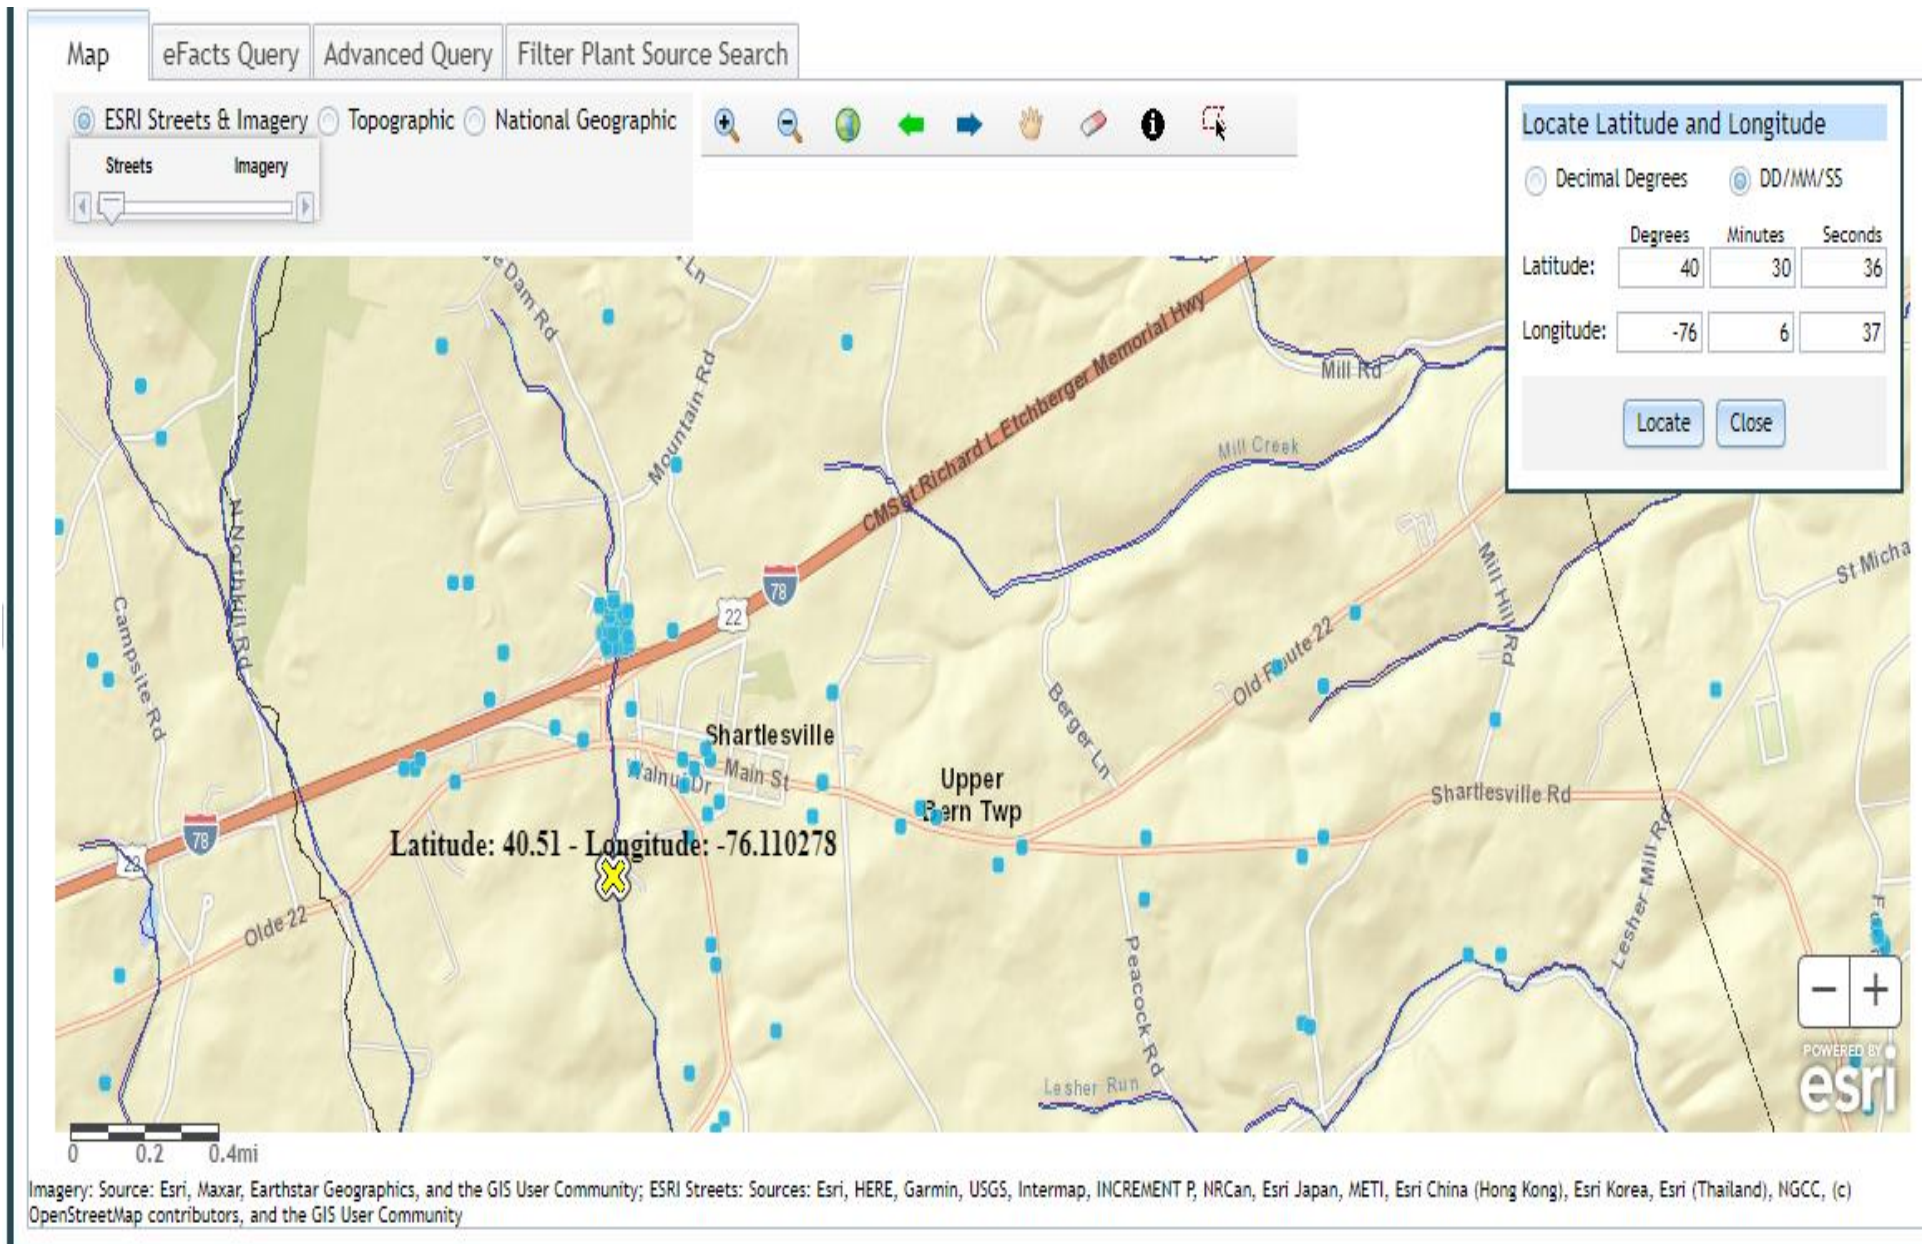 Map
eFacts Query
Advanced Query
Filter Plant Source Search
ESRI Streets & Imagery
Topographic
National Geographic
Streets
Imagery
Locate Latitude and Longitude
Decimal Degrees
DD/MM/SS
Degrees Minutes Seconds
Latitude: 40 30 36
Longitude: -76 6 37
Locate
Close
e Dam Rd
Ln
Mountain Rd
CMSgt Richard L Etchberger Memorial Hwy
Mill Rd
Mill Creek
N Northkill Rd
Campsite Rd
78
22
Mill Hill Rd
St Micha
Old Route 22
Berger Ln
Shartlesville
Walnut Dr
Main St
Upper
Bern Twp
Shartlesville Rd
Lesher Mill Rd
78
22
Latitude: 40.51 - Longitude: -76.110278
Olde 22
Peacock Rd
Lesher Run
− +
POWERED BY
esri
0 0.2 0.4mi
Imagery: Source: Esri, Maxar, Earthstar Geographics, and the GIS User Community; ESRI Streets: Sources: Esri, HERE, Garmin, USGS, Intermap, INCREMENT P, NRCan, Esri Japan, METI, Esri China (Hong Kong), Esri Korea, Esri (Thailand), NGCC, (c)
OpenStreetMap contributors, and the GIS User Community